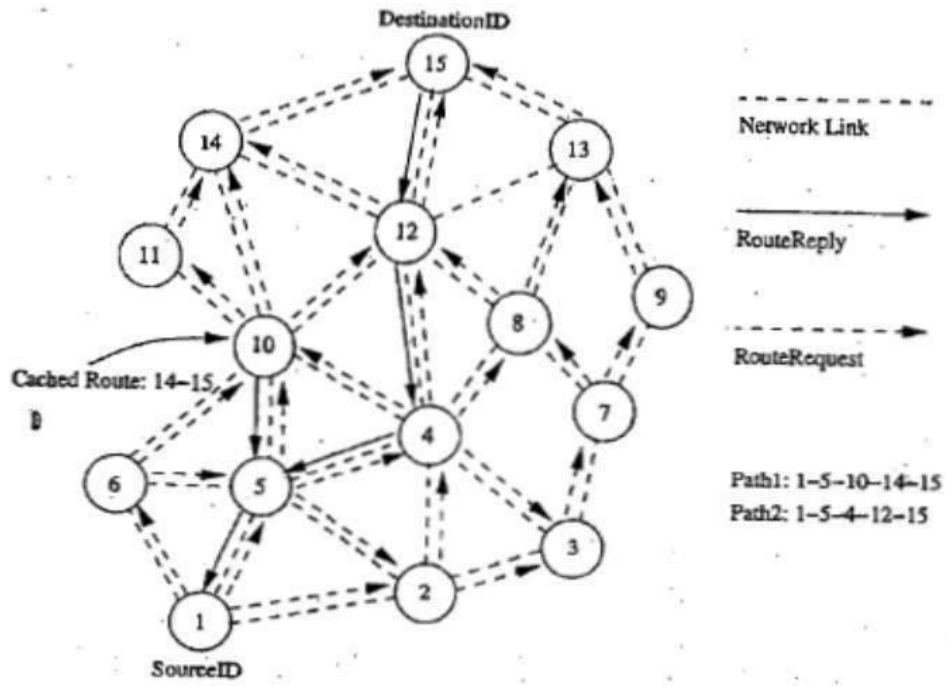 DestinationID
15
Network Link
14
13
RouteReply
12
11
9
8
10
RouteRequest
Cached Route: 14-15
7
4
6
5
Path1: 1-5-10-14-15
Path2: 1-5-4-12-15
3
2
1
SourceID